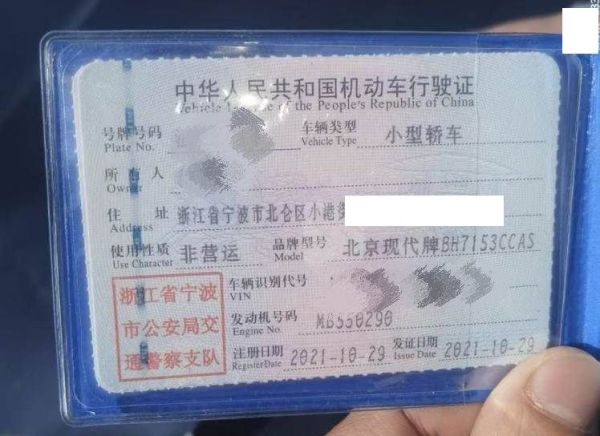 中华人民共和国机动车行驶证
Vehicle License of the People's Republic of China
号牌号码
Plate No.
车辆类型 小型轿车
Vehicle Type
所有人
Owner
住址 浙江省宁波市北仑区小港
Address
使用性质 非营运 品牌型号 北京现代牌BH7153CCAS
Use Character Model
浙江省宁波
市公安局交
通警察支队
车辆识别代号
VIN
发动机号码 MB550290
Engine No.
注册日期 2021-10-29 发证日期 2021-10-29
RegisterDate Issue Date